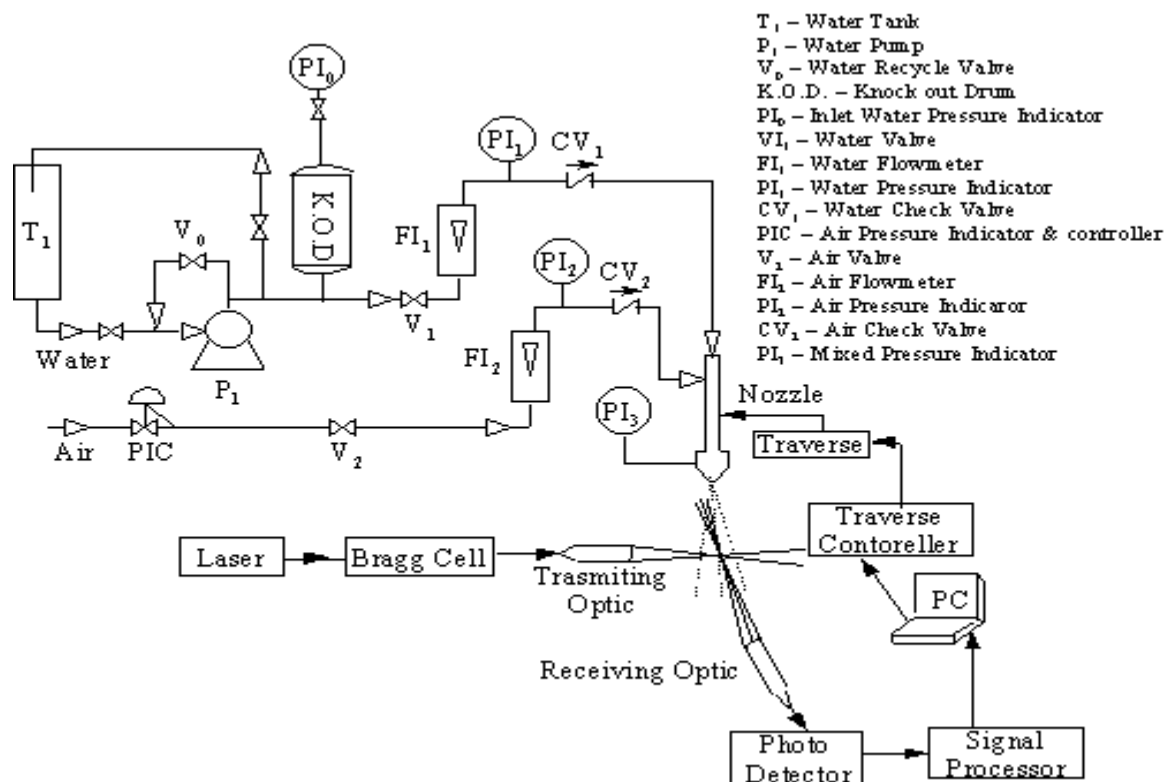 T₁ – Water Tank
P₁ – Water Pump
V₀ – Water Recycle Valve
K.O.D. – Knock out Drum
PI₀ – Inlet Water Pressure Indicator
VI₁ – Water Valve
FI₁ – Water Flowmeter
PI₁ – Water Pressure Indicator
CV₁ – Water Check Valve
PIC – Air Pressure Indicator & controller
V₂ – Air Valve
FI₂ – Air Flowmeter
PI₂ – Air Pressure Indicaror
CV₂ – Air Check Valve
PI₃ – Mixed Pressure Indicator
PI₀
PI₁
CV₁
T₁
V₀
K.O.D
FI₁
PI₂
CV₂
V₁
Water
P₁
FI₂
PI₃
Nozzle
Air
PIC
V₂
Traverse
Traverse
Contoreller
Laser
Bragg Cell
Trasmiting
Optic
PC
Receiving Optic
Photo
Detector
Signal
Processor